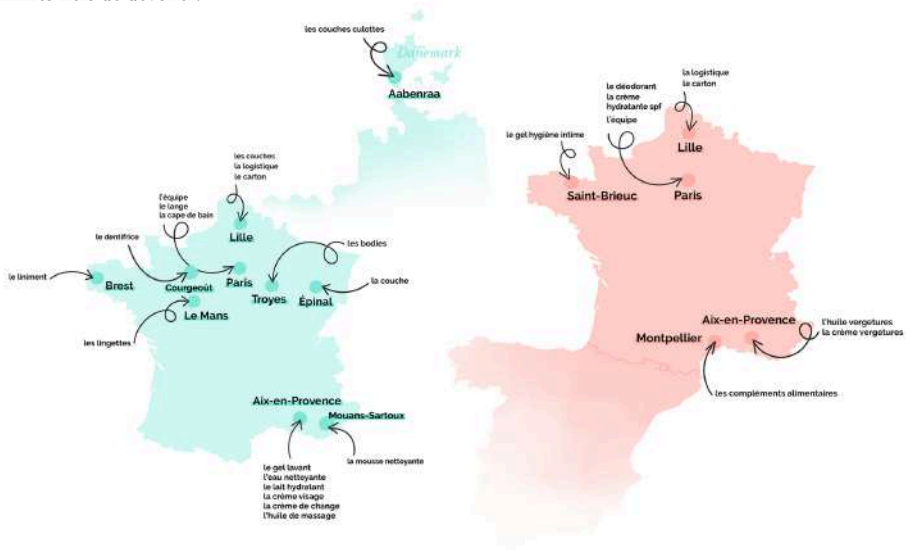 les couches culottes
Danemark
Aabenraa
les couches
la logistique
le carton
l'équipe
le lange
la cape de bain
Lille
le dentifrice
les bodies
le liniment
Brest
Courgeoût
Paris
Troyes
Épinal
la couche
Le Mans
les lingettes
Aix-en-Provence
Mouans-Sartoux
la mousse nettoyante
le gel lavant
l'eau nettoyante
le lait hydratant
la crème visage
la crème de change
l'huile de massage
le déodorant
la crème
hydratante spf
l'équipe
la logistique
le carton
le gel hygiène intime
Lille
Saint-Brieuc
Paris
Aix-en-Provence
Montpellier
l'huile vergetures
la crème vergetures
les compléments alimentaires